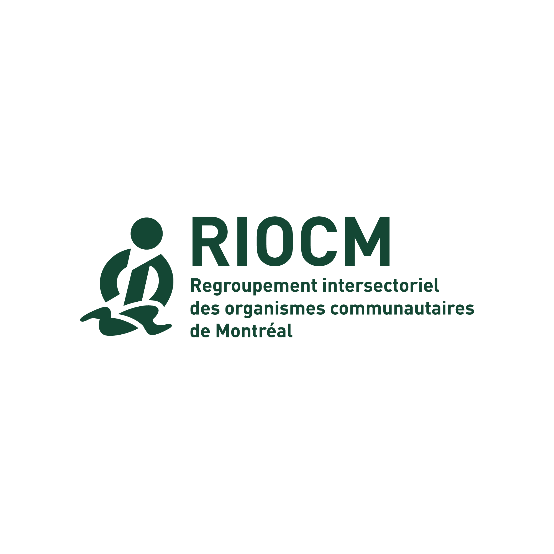 RIOCM
Regroupement intersectoriel
des organismes communautaires
de Montréal